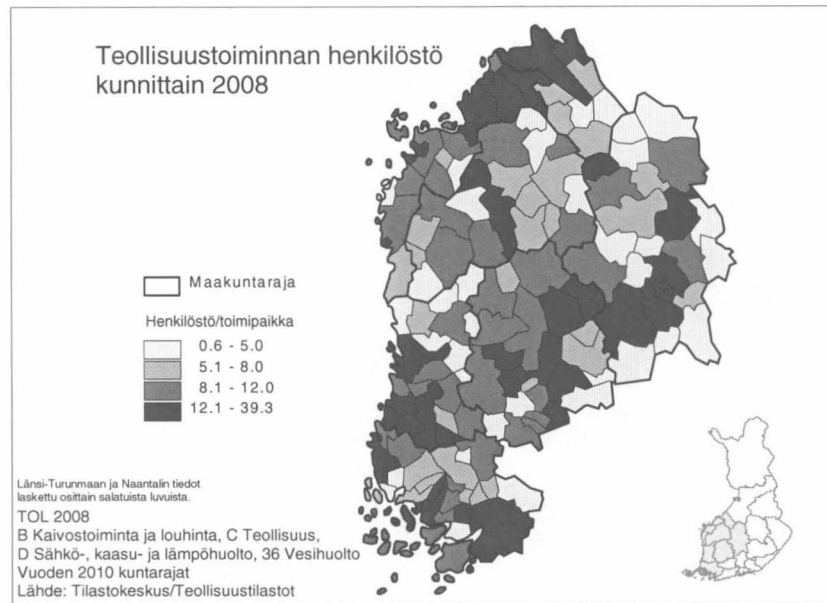 Teollisuustoiminnan henkilöstö
kunnittain 2008
Maakuntaraja
Henkilöstö/toimipaikka
0.6 - 5.0
5.1 - 8.0
8.1 - 12.0
12.1 - 39.3
Länsi-Turunmaan ja Naantalin tiedot
laskettu osittain salatuista luvuista.
TOL 2008
B Kaivostoiminta ja louhinta, C Teollisuus,
D Sähkö-, kaasu- ja lämpöhuolto, 36 Vesihuolto
Vuoden 2010 kuntarajat
Lähde: Tilastokeskus/Teollisuustilastot